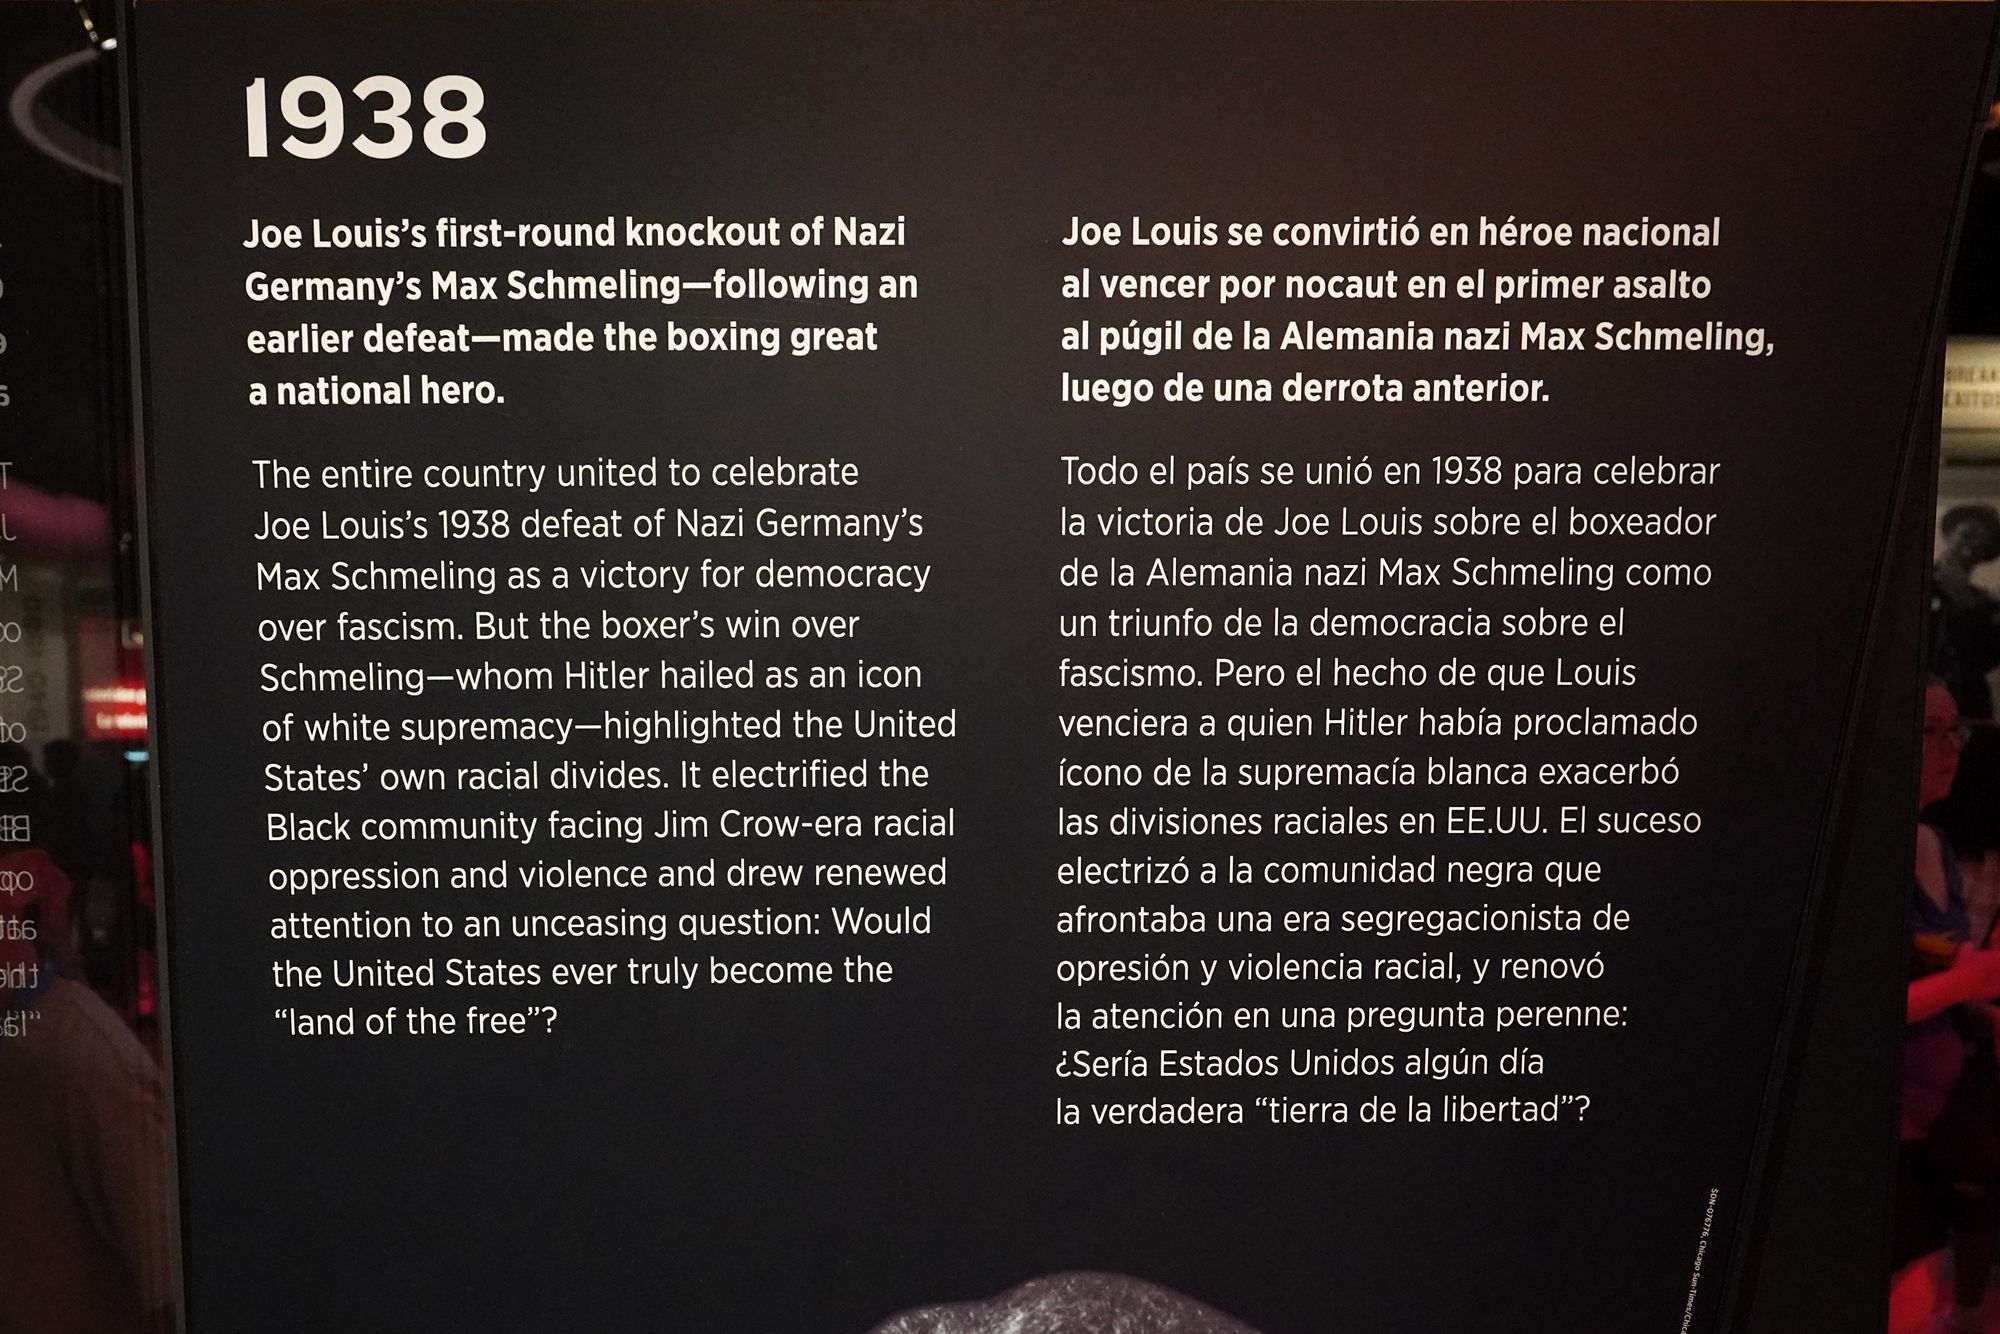 1938
Joe Louis’s first-round knockout of Nazi
Germany’s Max Schmeling—following an
earlier defeat—made the boxing great
a national hero.
The entire country united to celebrate
Joe Louis’s 1938 defeat of Nazi Germany’s
Max Schmeling as a victory for democracy
over fascism. But the boxer’s win over
Schmeling—whom Hitler hailed as an icon
of white supremacy—highlighted the United
States’ own racial divides. It electrified the
Black community facing Jim Crow-era racial
oppression and violence and drew renewed
attention to an unceasing question: Would
the United States ever truly become the
“land of the free”?
Joe Louis se convirtió en héroe nacional
al vencer por nocaut en el primer asalto
al púgil de la Alemania nazi Max Schmeling,
luego de una derrota anterior.
Todo el país se unió en 1938 para celebrar
la victoria de Joe Louis sobre el boxeador
de la Alemania nazi Max Schmeling como
un triunfo de la democracia sobre el
fascismo. Pero el hecho de que Louis
venciera a quien Hitler había proclamado
ícono de la supremacía blanca exacerbó
las divisiones raciales en EE.UU. El suceso
electrizó a la comunidad negra que
afrontaba una era segregacionista de
opresión y violencia racial, y renovó
la atención en una pregunta perenne:
¿Sería Estados Unidos algún día
la verdadera “tierra de la libertad”?
SDN-076776, Chicago Sun-Times/